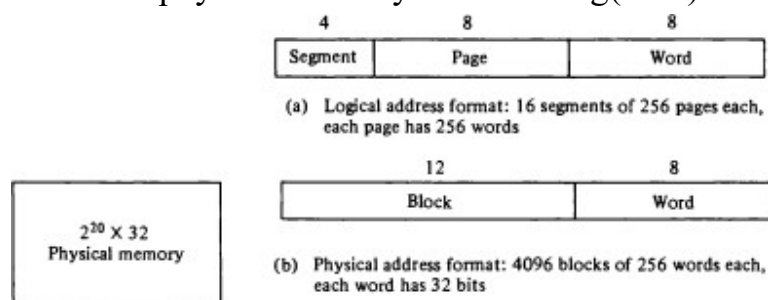 4 8 8
Segment Page Word
(a) Logical address format: 16 segments of 256 pages each,
each page has 256 words
12 8
Block Word
2²⁰ X 32
Physical memory
(b) Physical address format: 4096 blocks of 256 words each,
each word has 32 bits